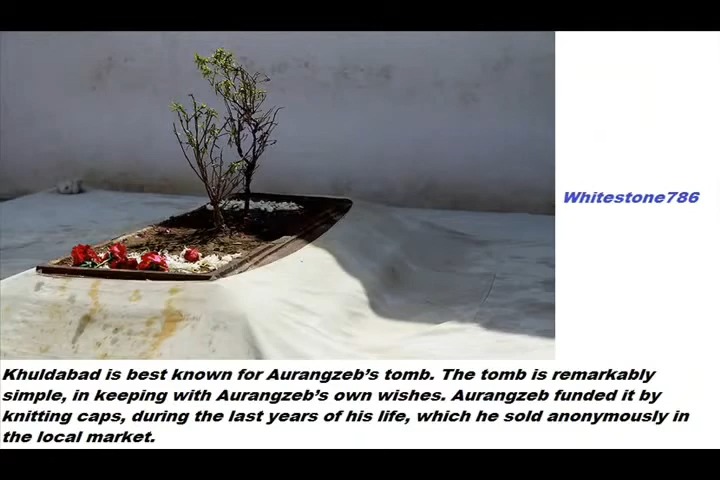 Whitestone786
Khuldabad is best known for Aurangzeb's tomb. The tomb is remarkably
simple, in keeping with Aurangzeb's own wishes. Aurangzeb funded it by
knitting caps, during the last years of his life, which he sold anonymously in
the local market.